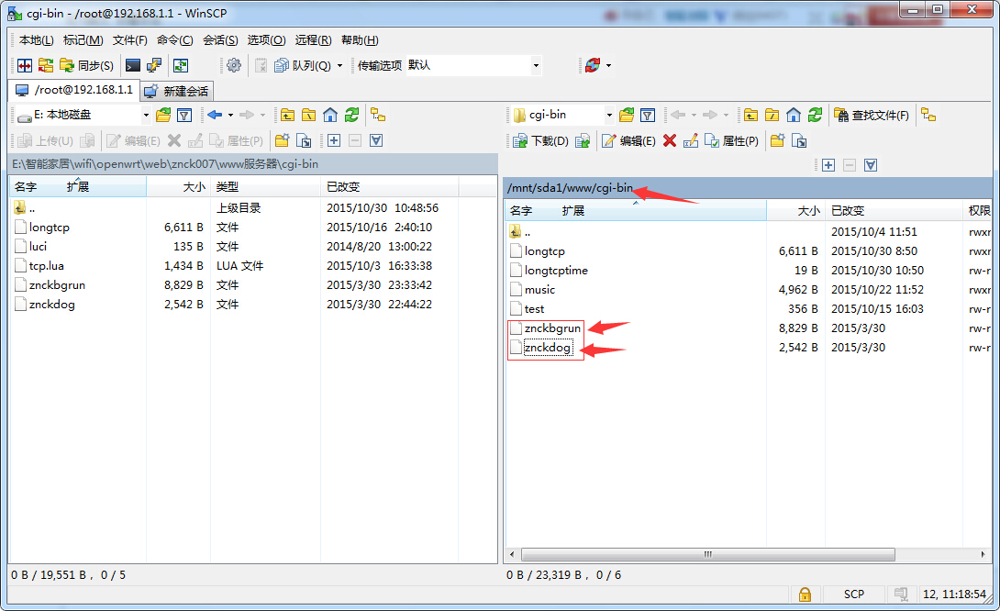 cgi-bin - /root@192.168.1.1 - WinSCP
本地(L) 标记(M) 文件(F) 命令(C) 会话(S) 选项(O) 远程(R) 帮助(H)
同步(S) 队列(Q) 传输选项 默认
/root@192.168.1.1 新建会话
E: 本地磁盘
上传(U) 编辑(E) 属性(P)
E:\智能家居\wifi\openwrt\web\znck007\www服务器\cgi-bin
名字 扩展 大小 类型 已改变
.. 上级目录 2015/10/30 10:48:56
longtcp 6,611 B 文件 2015/10/16 2:40:10
luci 135 B 文件 2014/8/20 13:00:22
tcp.lua 1,434 B LUA 文件 2015/10/3 16:33:38
znckbgrun 8,829 B 文件 2015/3/30 23:33:42
znckdog 2,542 B 文件 2015/3/30 22:44:22
0 B / 19,551 B， 0 / 5
cgi-bin 查找文件(F)
下载(D) 编辑(E) 属性(P)
/mnt/sda1/www/cgi-bin
名字 扩展 大小 已改变 权限
.. 2015/10/4 11:51 rwxr
longtcp 6,611 B 2015/10/30 8:50 rwxr
longtcptime 19 B 2015/10/30 10:50 rw-r
music 4,962 B 2015/10/22 11:52 rwxr
test 356 B 2015/10/15 16:03 rw-r
znckbgrun 8,829 B 2015/3/30 rw-r
znckdog 2,542 B 2015/3/30 rw-r
0 B / 23,319 B， 0 / 6
SCP 12, 11:18:54